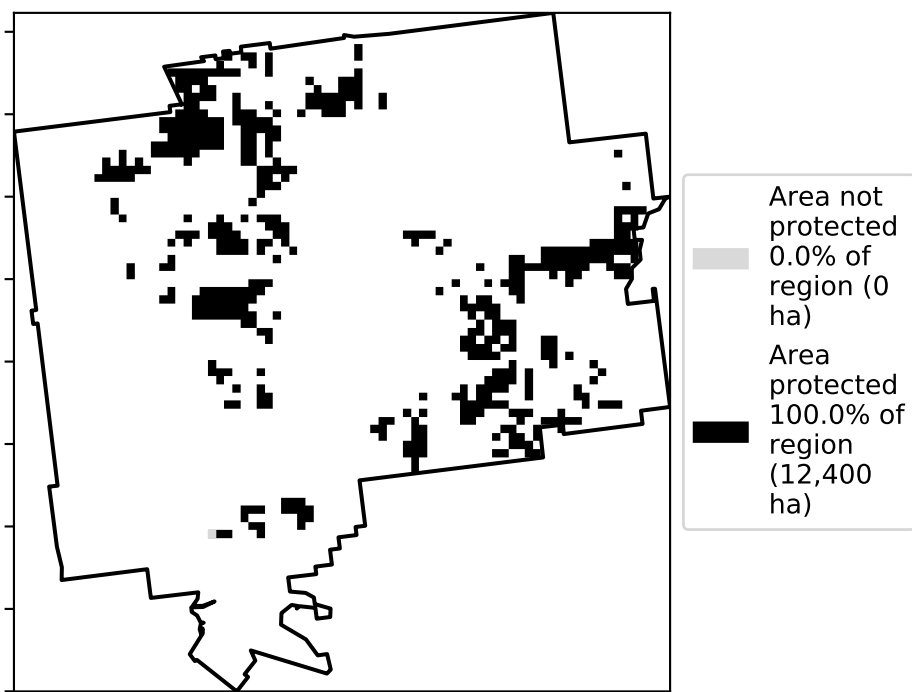 Area not
protected
0.0% of
region (0
ha)
Area
protected
100.0% of
region
(12,400
ha)